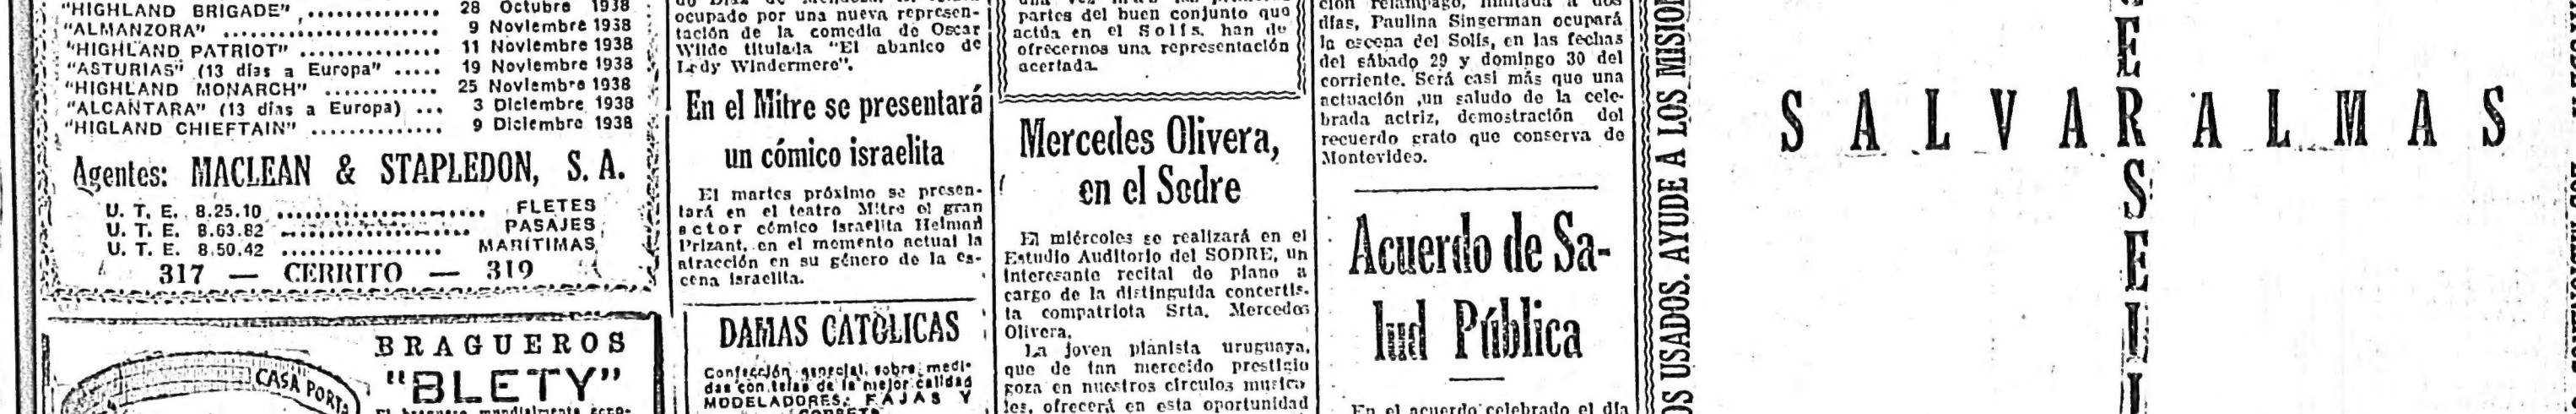 "HIGHLAND BRIGADE" ............... 28 Octubre 1938
"ALMANZORA" ........................ 9 Noviembre 1938
"HIGHLAND PATRIOT" ............... 11 Noviembre 1938
"ASTURIAS" (13 días a Europa" ..... 19 Noviembre 1938
"HIGHLAND MONARCH" ............ 25 Noviembre 1938
"ALCANTARA" (13 días a Europa) ... 3 Diciembre 1938
"HIGLAND CHIEFTAIN" .............. 9 Diciembre 1938
Agentes: MACLEAN & STAPLEDON, S. A.
U. T. E. 8.25.10 ........................ FLETES
U. T. E. 8.63.82 ..................... PASAJES
U. T. E. 8.50.42 .................. MARÍTIMAS
317 — CERRITO — 319
BRAGUEROS
"BLETY"
CASA PORTA
ocupado por una nueva represen-
tación de la comedia de Oscar
Wilde titulada "El abanico de
Lady Windermere".
En el Mitre se presentará
un cómico israelita
El martes próximo se presen-
tará en el teatro Mitre el gran
actor cómico israelita Helman
Prizant, en el momento actual la
atracción en su género de la es-
cena israelita.
DAMAS CATOLICAS
Confección especial sobre medi-
das con telas de la mejor calidad
MODELADORES, FAJAS Y
partes del buen conjunto que
actúa en el Solís, han de
ofrecernos una representación
acertada.
Mercedes Olivera,
en el Sodre
El miércoles se realizará en el
Estudio Auditorio del SODRE, un
interesante recital de piano a
cargo de la distinguida concertis-
ta compatriota Srta. Mercedes
Olivera.
La joven pianista uruguaya,
que de tan merecido prestigio
goza en nuestros círculos musica
les, ofrecerá en esta oportunidad
ción relámpago, limitada a dos
días, Paulina Singerman ocupará
la escena del Solís, en las fechas
del sábado 29 y domingo 30 del
corriente. Será casi más que una
actuación ,un saludo de la cele-
brada actriz, demostración del
recuerdo grato que conserva de
Montevideo.
Acuerdo de Sa-
lud Pública
En el acuerdo celebrado el día
OS USADOS. AYUDE A LOS MISION
SALVAR ALMAS
E
R
S
E